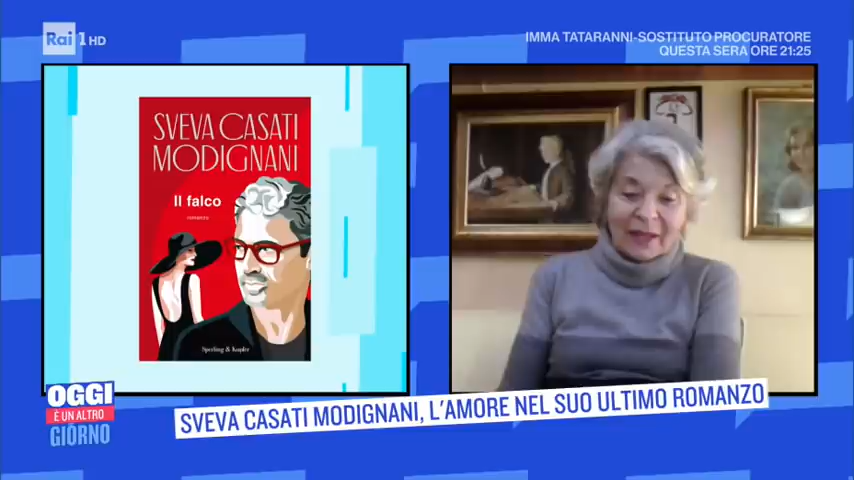 Rai 1 HD
IMMA TATARANNI-SOSTITUTO PROCURATORE
QUESTA SERA ORE 21:25
SVEVA CASATI
MODIGNANI
Il falco
romanzo
Sperling & Kupfer
OGGI
È UN ALTRO
GIORNO
SVEVA CASATI MODIGNANI, L'AMORE NEL SUO ULTIMO ROMANZO